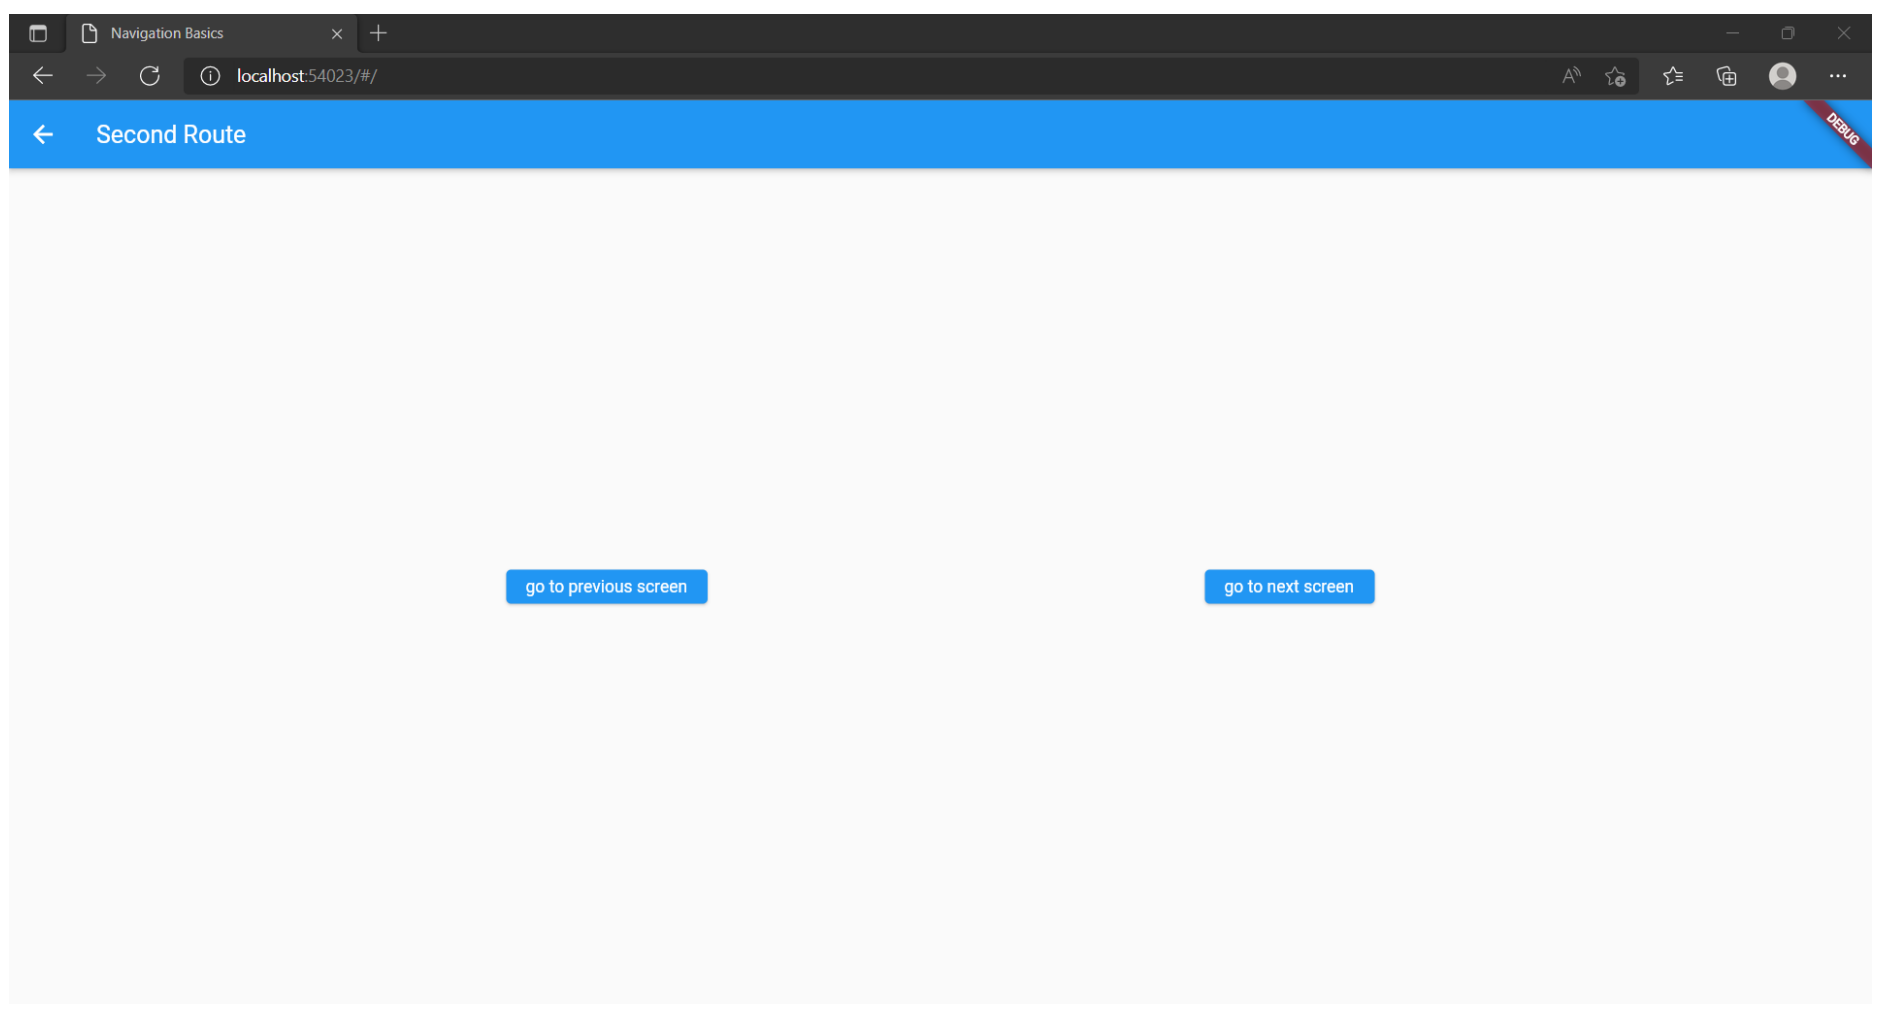 Navigation Basics
localhost:54023/#/
Second Route
DEBUG
go to previous screen
go to next screen